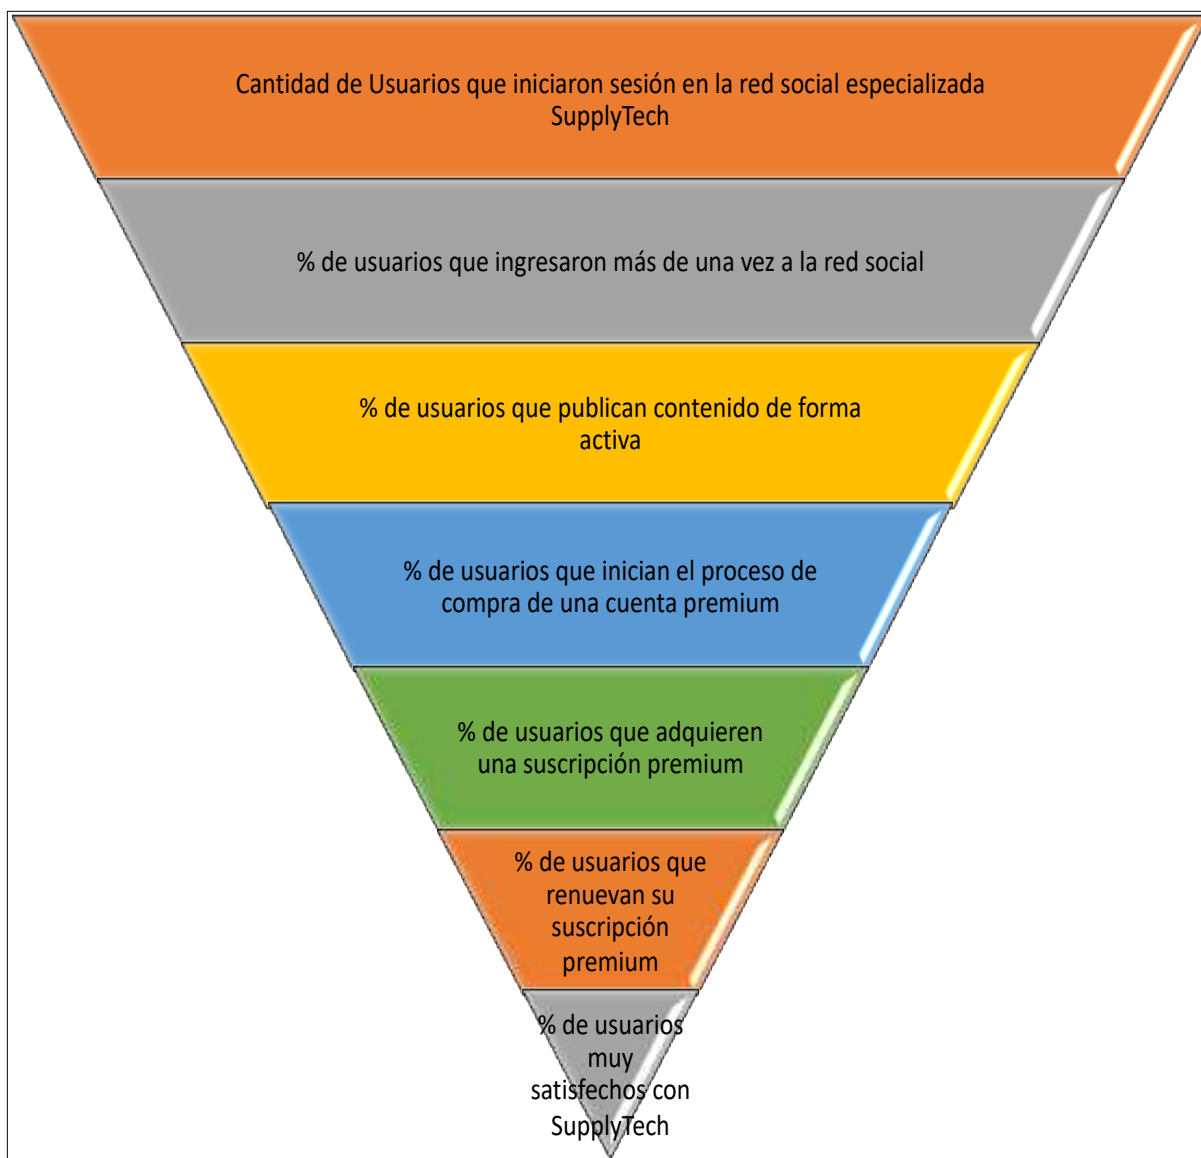 Cantidad de Usuarios que iniciaron sesión en la red social especializada
SupplyTech
% de usuarios que ingresaron más de una vez a la red social
% de usuarios que publican contenido de forma
activa
% de usuarios que inician el proceso de
compra de una cuenta premium
% de usuarios que adquieren
una suscripción premium
% de usuarios que
renuevan su
suscripción
premium
% de usuarios
muy
satisfechos con
SupplyTech